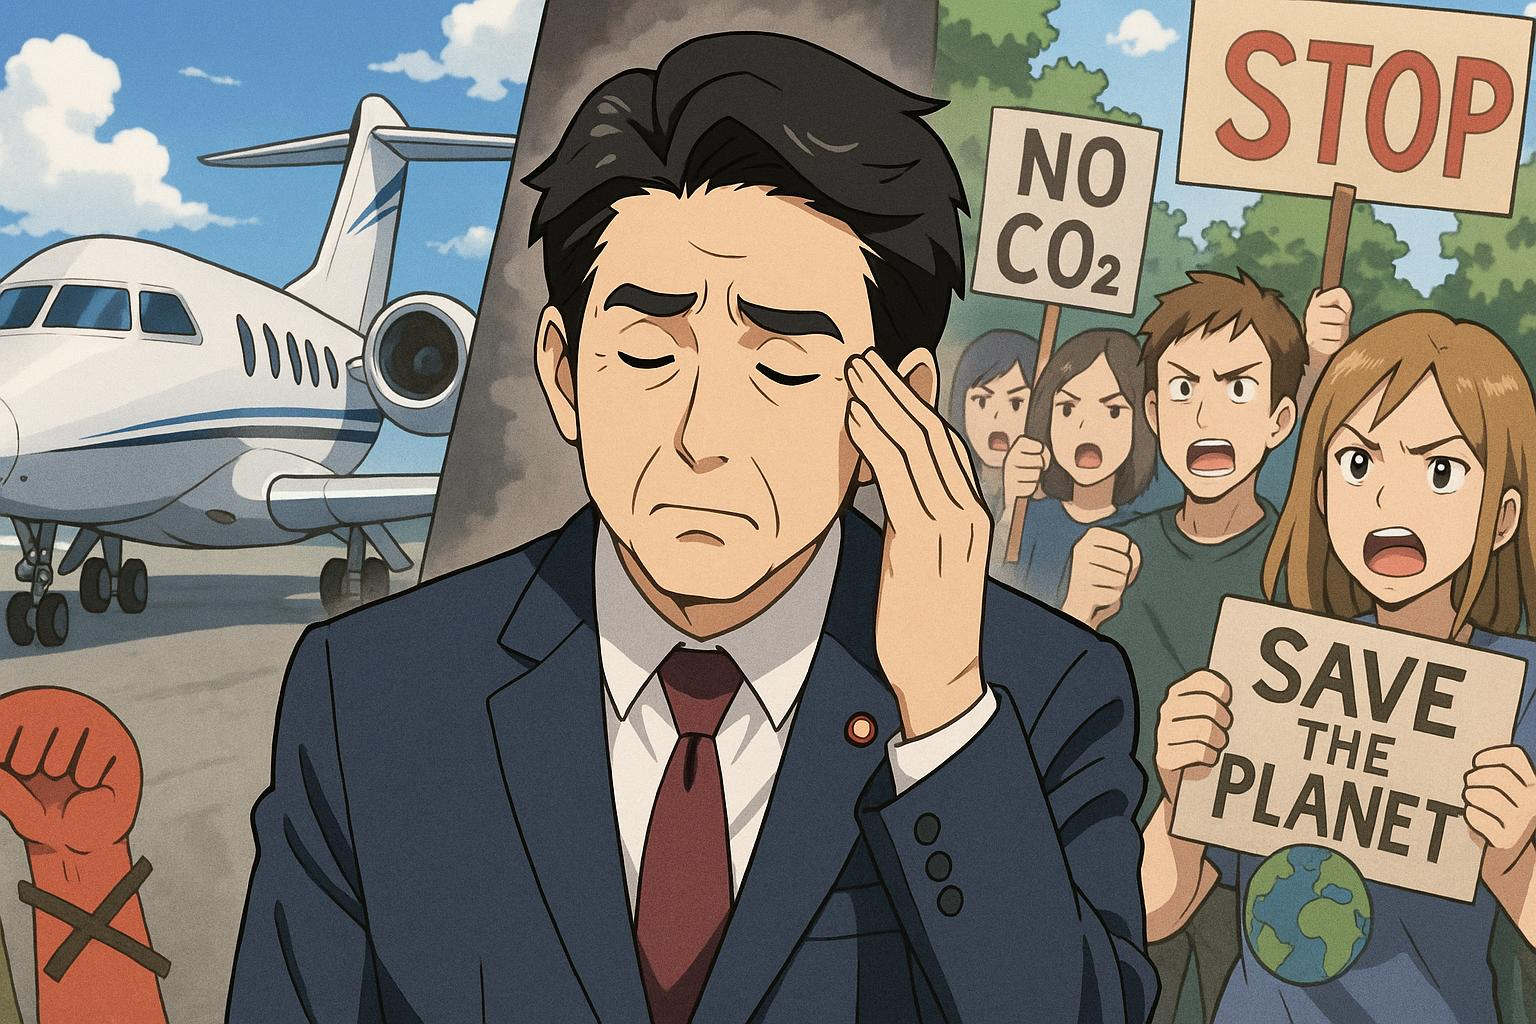 NO
CO₂
STOP
SAVE
THE
PLANET